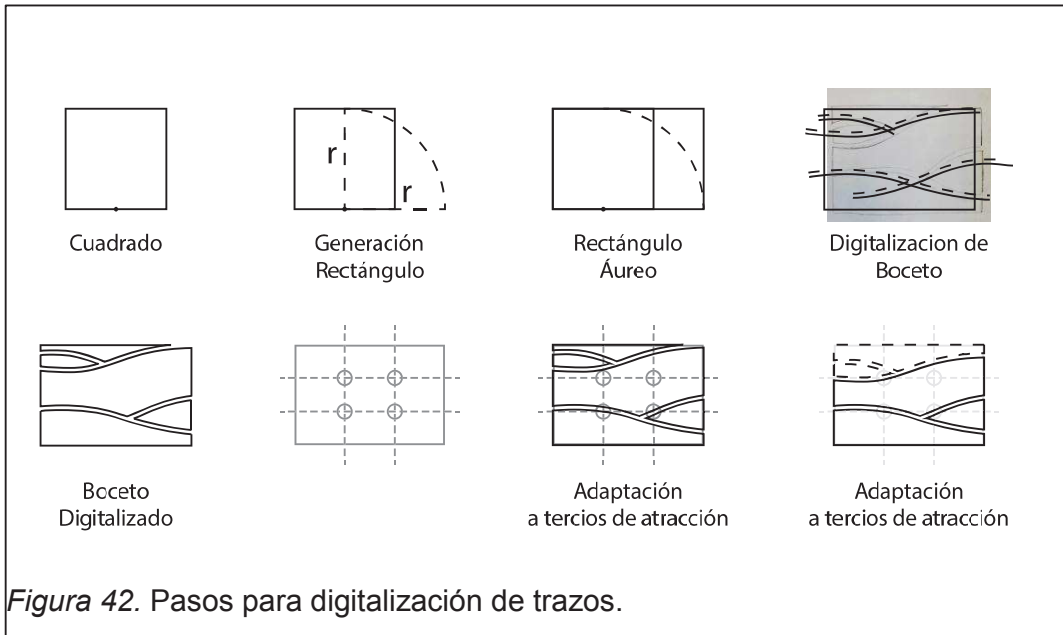 r
r
Cuadrado
Generación
Rectángulo
Rectángulo
Áureo
Digitalizacion de
Boceto
Boceto
Digitalizado
Adaptación
a tercios de atracción
Adaptación
a tercios de atracción
Figura 42. Pasos para digitalización de trazos.